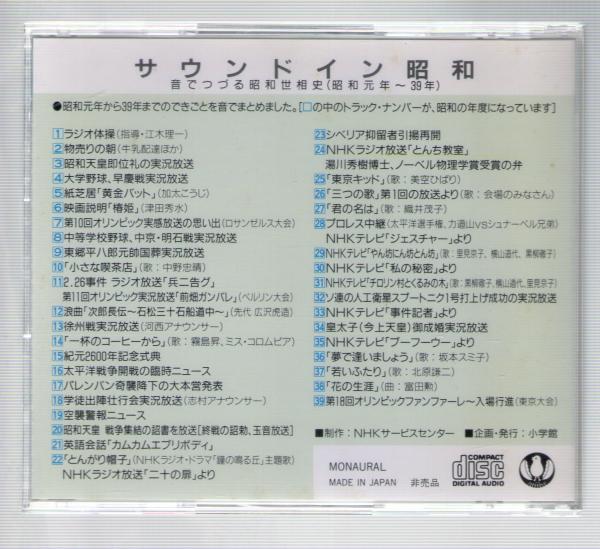 サウンドイン昭和
音でつづる昭和世相史(昭和元年〜39年)
●昭和元年から39年までのできごとを音でまとめました。[□の中のトラック・ナンバーが、昭和の年度になっています]
1 ラジオ体操(指導・江木理一)
2 物売りの朝(牛乳配達ほか)
3 昭和天皇即位礼の実況放送
4 大学野球、早慶戦実況放送
5 紙芝居「黄金バット」(加太こうじ)
6 映画説明「椿姫」(津田秀水)
7 第10回オリンピック実感放送の思い出(ロサンゼルス大会)
8 中等学校野球、中京・明石戦実況放送
9 東郷平八郎元帥国葬実況放送
10 「小さな喫茶店」(歌：中野忠晴)
11 2.26事件 ラジオ放送「兵ニ告グ」
第11回オリンピック実況放送「前畑ガンバレ」(ベルリン大会)
12 浪曲「次郎長伝〜石松三十石船道中〜」(先代 広沢虎造)
13 徐州戦実況放送(河西アナウンサー)
14 「一杯のコーヒーから」(歌：霧島昇、ミス・コロムビア)
15 紀元2600年記念式典
16 太平洋戦争開戦の臨時ニュース
17 パレンバン奇襲降下の大本営発表
18 学徒出陣壮行会実況放送(志村アナウンサー)
19 空襲警報ニュース
20 昭和天皇 戦争集結の詔書を放送[終戦の詔勅、玉音放送]
21 英語会話「カムカムエブリボディ」
22 「とんがり帽子」(NHKラジオ・ドラマ「鐘の鳴る丘」主題歌)
NHKラジオ放送「二十の扉」より
23 シベリア抑留者引揚再開
24 NHKラジオ放送「とんち教室」
湯川秀樹博士、ノーベル物理学賞受賞の弁
25 「東京キッド」(歌：美空ひばり)
26 「三つの歌」第1回の放送より(歌：会場のみなさん)
27 「君の名は」(歌：織井茂子)
28 プロレス中継(太平洋選手権、力道山vsシュナーベル兄弟)
NHKテレビ「ジェスチャー」より
29 NHKテレビ「やん坊にん坊とん坊」(歌：里見京子、横山道代、黒柳徹子)
30 NHKテレビ「私の秘密」より
31 NHKテレビ「チロリン村とくるみの木」(歌：黒柳徹子、横山道代、里見京子)
32 ソ連の人工衛星スプートニク1号打上げ成功の実況放送
33 NHKテレビ「事件記者」より
34 皇太子(今上天皇)御成婚実況放送
35 NHKテレビ「ブーフーウー」より
36 「夢で逢いましょう」(歌：坂本スミ子)
37 「若いふたり」(歌：北原謙二)
38 「花の生涯」(曲：富田勲)
39 第18回オリンピックファンファーレ〜入場行進(東京大会)
■制作：NHKサービスセンター ■企画・発行：小学館
MONAURAL
MADE IN JAPAN 非売品
COMPACT
disc
DIGITAL AUDIO